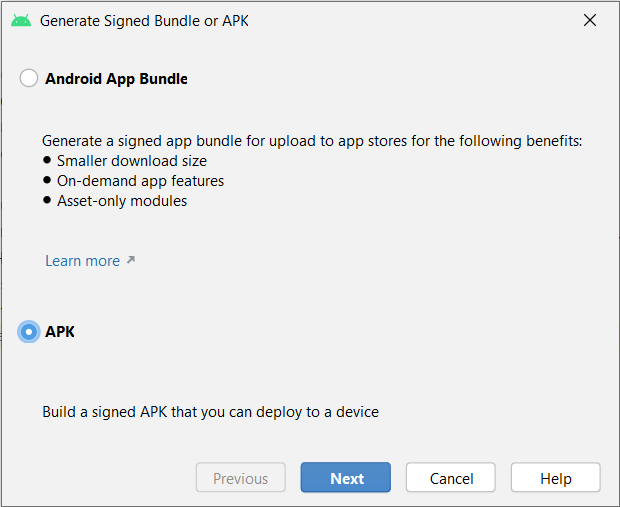 Generate Signed Bundle or APK
Android App Bundle
Generate a signed app bundle for upload to app stores for the following benefits:
• Smaller download size
• On-demand app features
• Asset-only modules
Learn more ↗
APK
Build a signed APK that you can deploy to a device
Previous Next Cancel Help